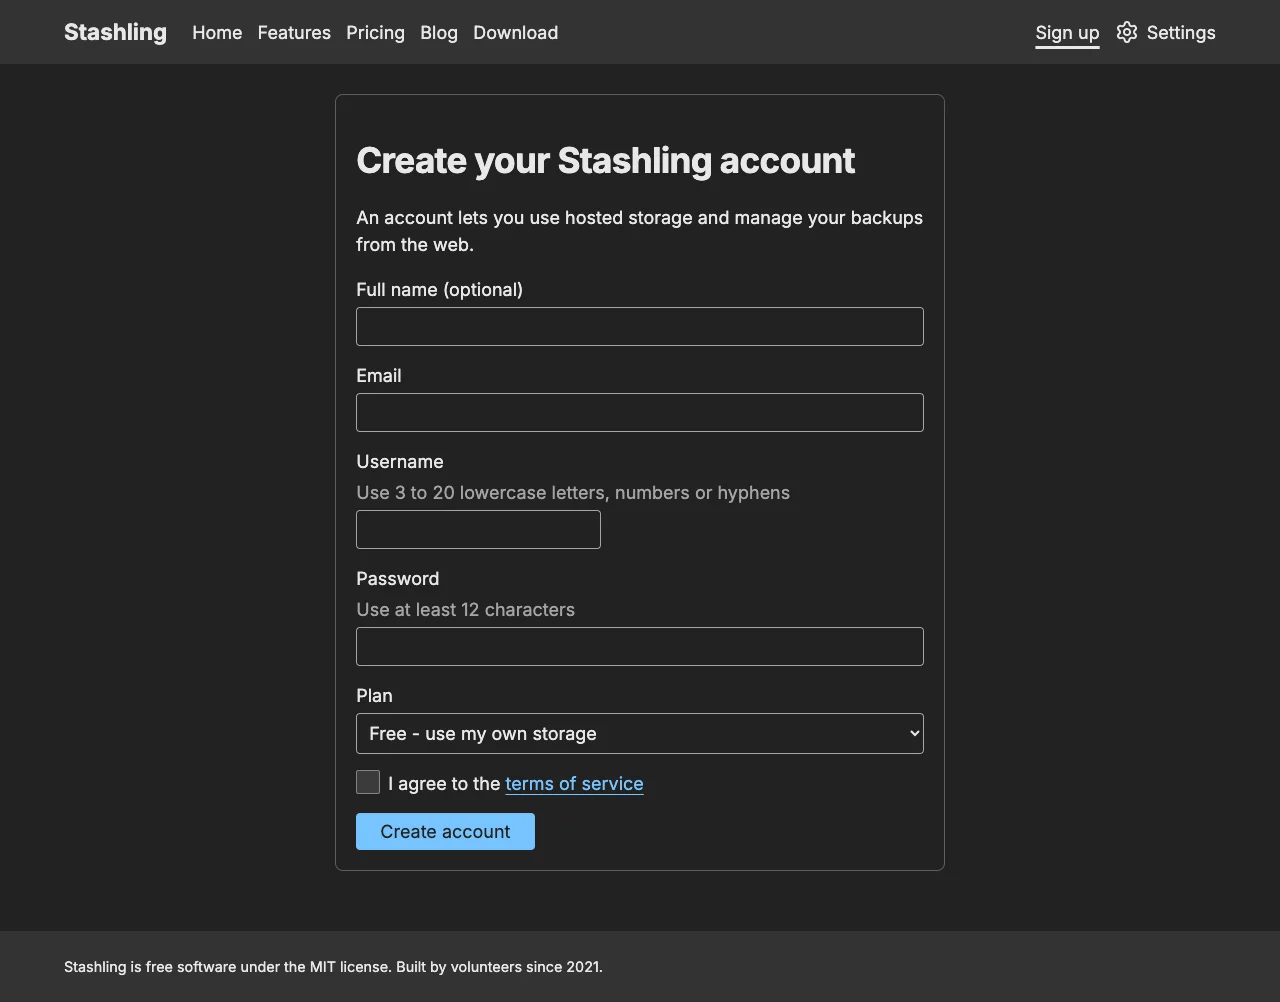 Stashling Home Features Pricing Blog Download Sign up Settings
Create your Stashling account
An account lets you use hosted storage and manage your backups
from the web.
Full name (optional)
Email
Username
Use 3 to 20 lowercase letters, numbers or hyphens
Password
Use at least 12 characters
Plan
Free - use my own storage
I agree to the terms of service
Create account
Stashling is free software under the MIT license. Built by volunteers since 2021.